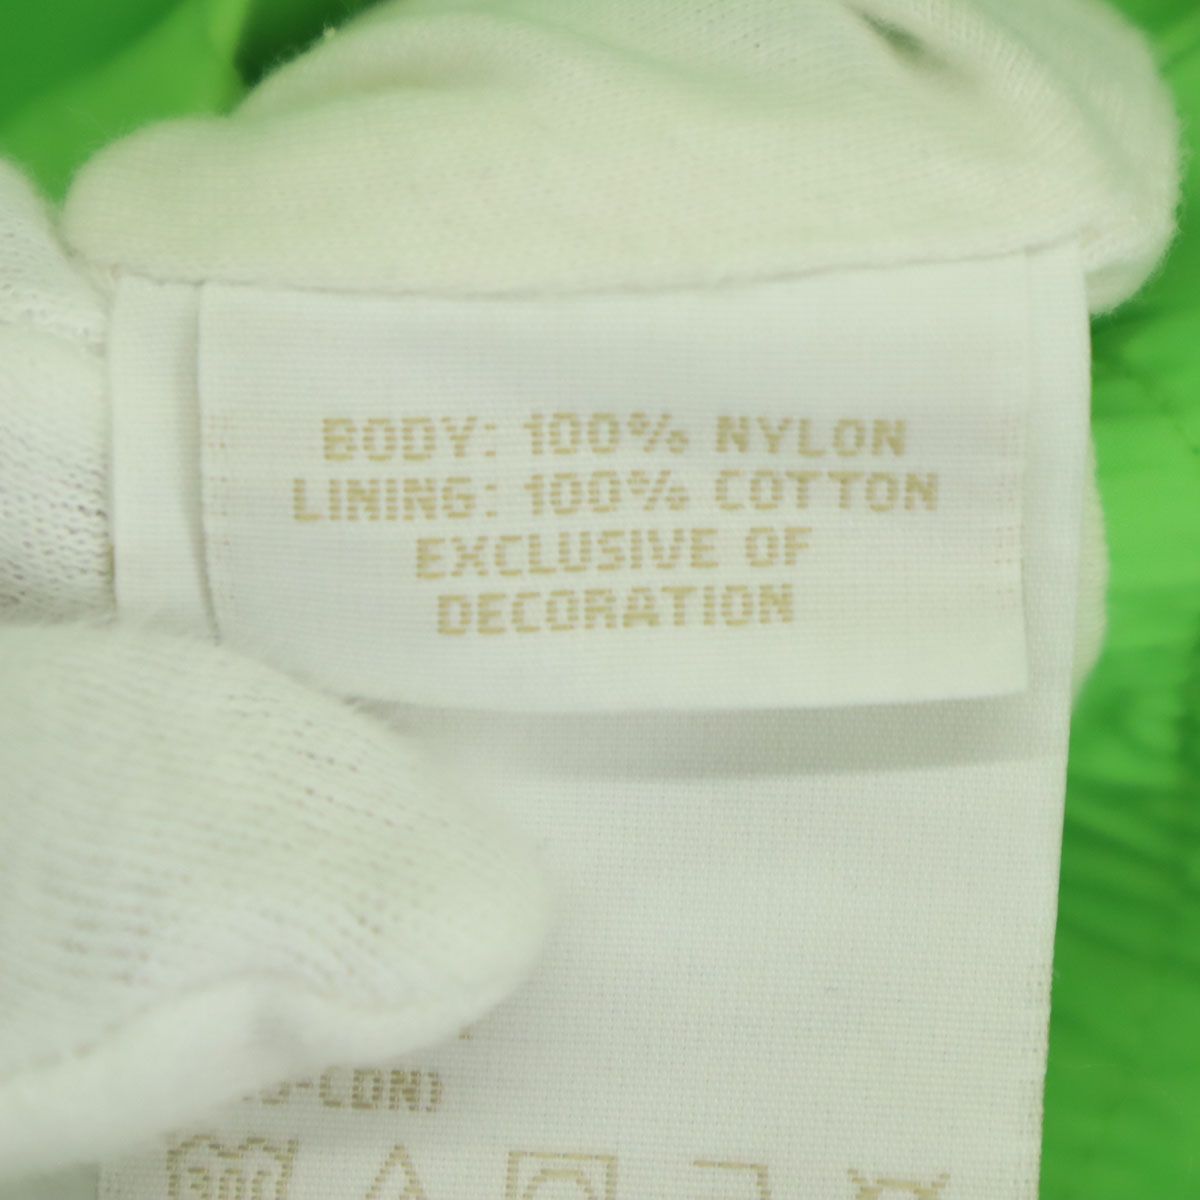 BODY: 100% NYLON
LINING: 100% COTTON
EXCLUSIVE OF
DECORATION